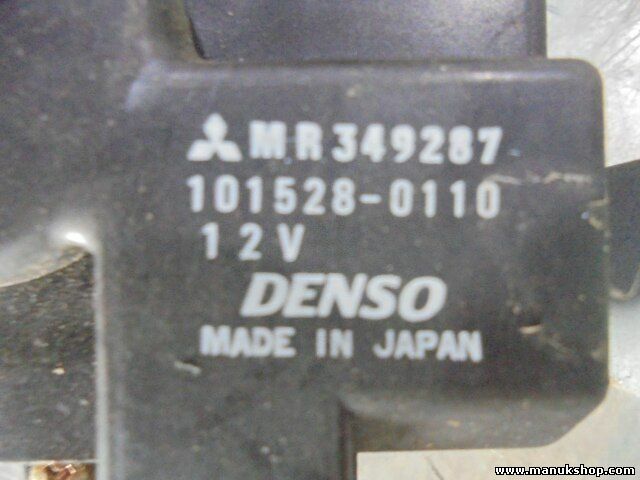 MR349287
101528-0110
12V
DENSO
MADE IN JAPAN
www.manukshop.com